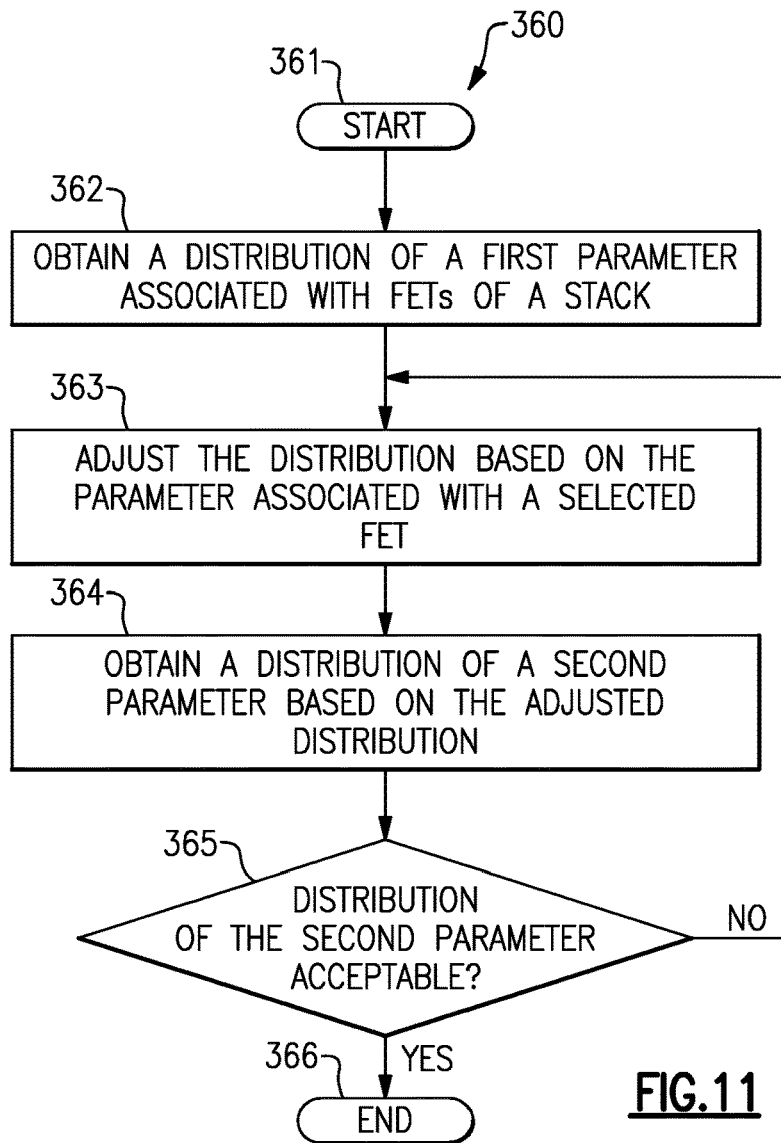 360
361
START
362
OBTAIN A DISTRIBUTION OF A FIRST PARAMETER
ASSOCIATED WITH FETs OF A STACK
363
ADJUST THE DISTRIBUTION BASED ON THE
PARAMETER ASSOCIATED WITH A SELECTED
FET
364
OBTAIN A DISTRIBUTION OF A SECOND
PARAMETER BASED ON THE ADJUSTED
DISTRIBUTION
365
DISTRIBUTION
OF THE SECOND PARAMETER
ACCEPTABLE?
NO
YES
366
END
FIG.11